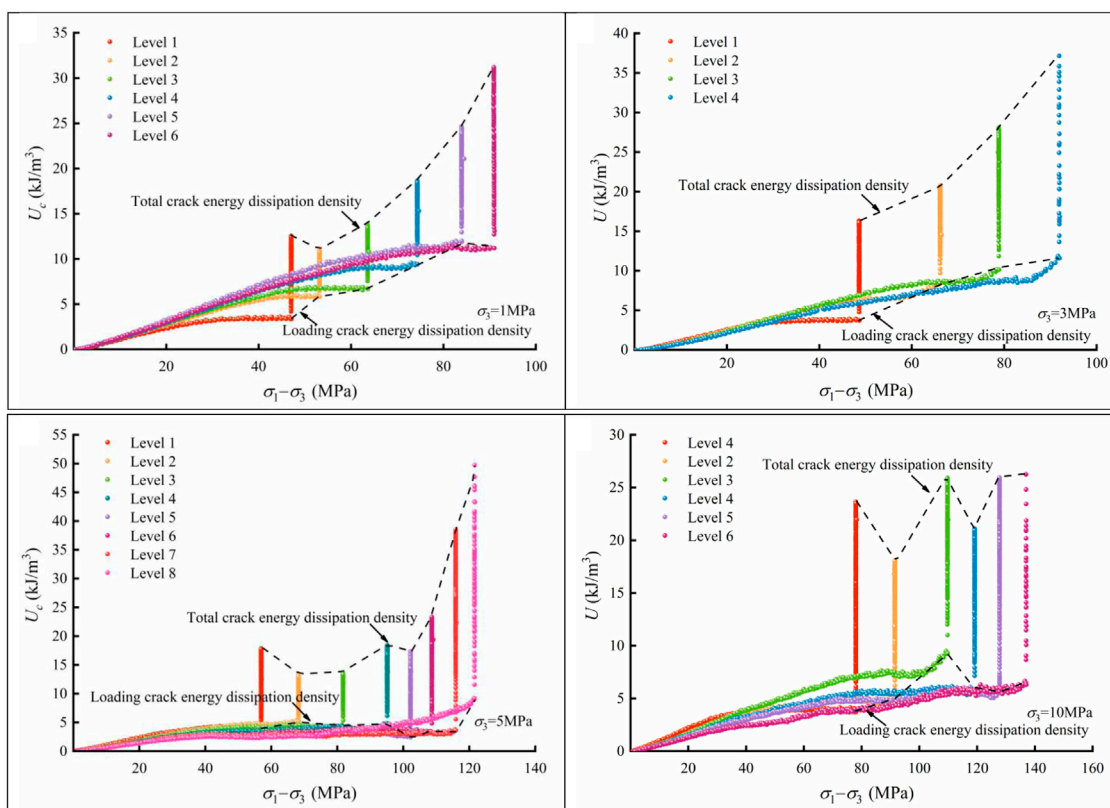 35
30
25
20
15
10
5
0
U_c (kJ/m³)
Level 1
Level 2
Level 3
Level 4
Level 5
Level 6
Total crack energy dissipation density
σ₃=1MPa
Loading crack energy dissipation density
20 40 60 80 100
σ₁−σ₃ (MPa)
40
35
30
25
20
15
10
5
0
U (kJ/m³)
Level 1
Level 2
Level 3
Level 4
Total crack energy dissipation density
σ₃=3MPa
Loading crack energy dissipation density
20 40 60 80 100
σ₁−σ₃ (MPa)
55
50
45
40
35
30
25
20
15
10
5
0
U_c (kJ/m³)
Level 1
Level 2
Level 3
Level 4
Level 5
Level 6
Level 7
Level 8
Total crack energy dissipation density
Loading crack energy dissipation density
σ₃=5MPa
20 40 60 80 100 120 140
σ₁−σ₃ (MPa)
30
25
20
15
10
5
0
U (kJ/m³)
Level 4
Level 2
Level 3
Level 4
Level 5
Level 6
Total crack energy dissipation density
σ₃=10MPa
Loading crack energy dissipation density
20 40 60 80 100 120 140
σ₁−σ₃ (MPa)